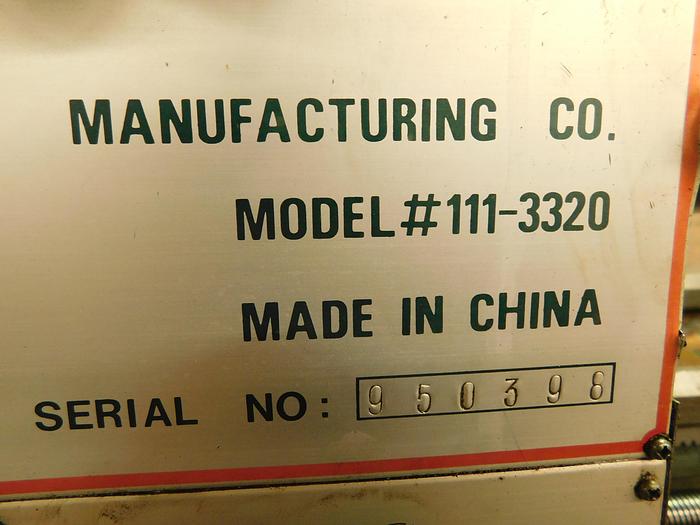 MANUFACTURING CO.
MODEL#111-3320
MADE IN CHINA
SERIAL NO: 950398